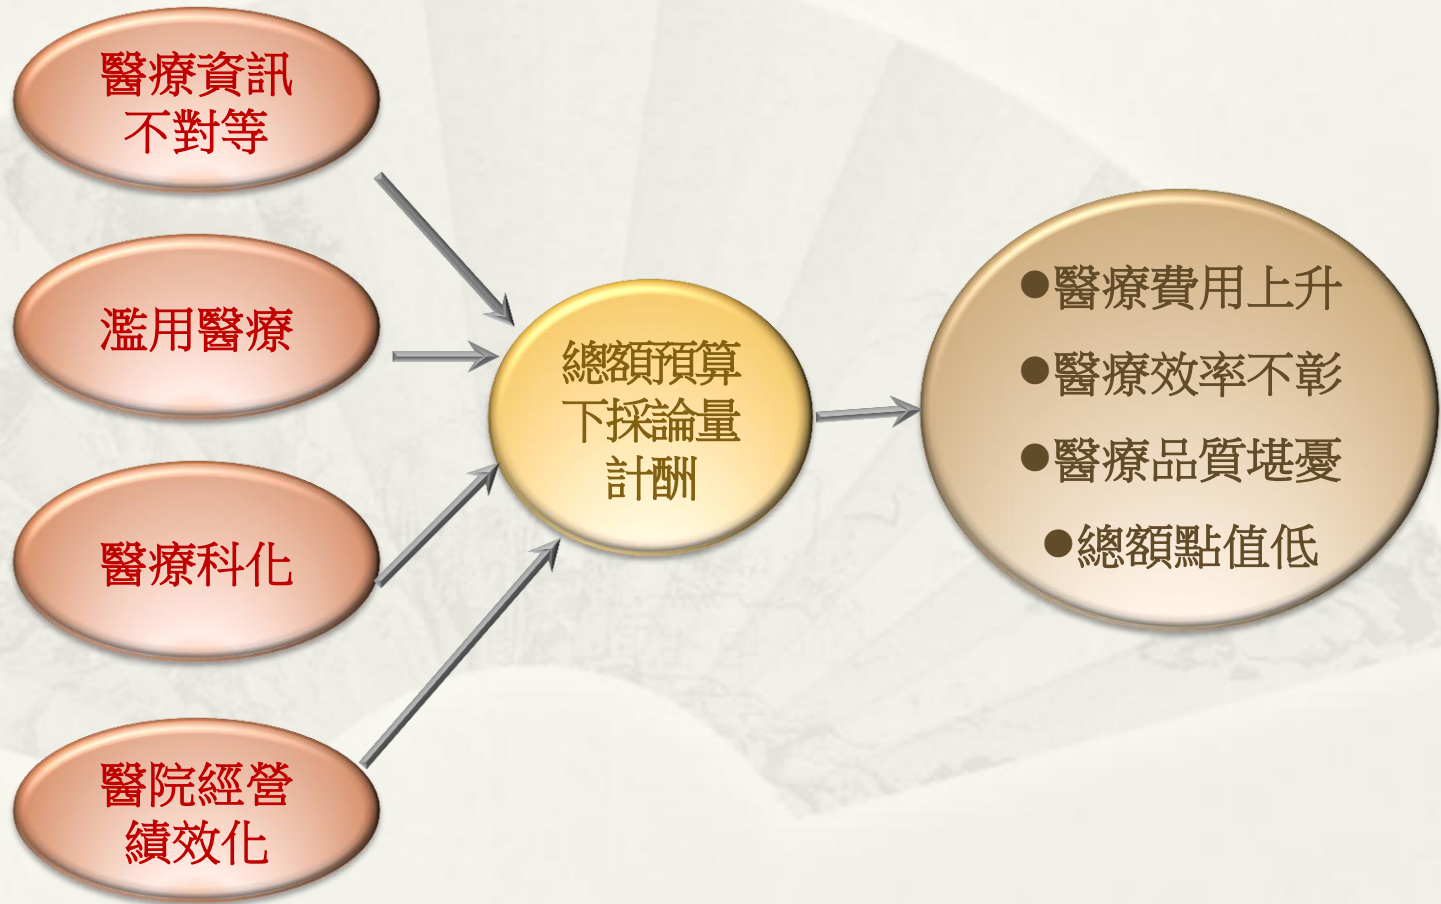 醫療資訊
不對等
濫用醫療
醫療科化
醫院經營
績效化
總額預算
下採論量
計酬
●醫療費用上升
●醫療效率不彰
●醫療品質堪憂
●總額點值低